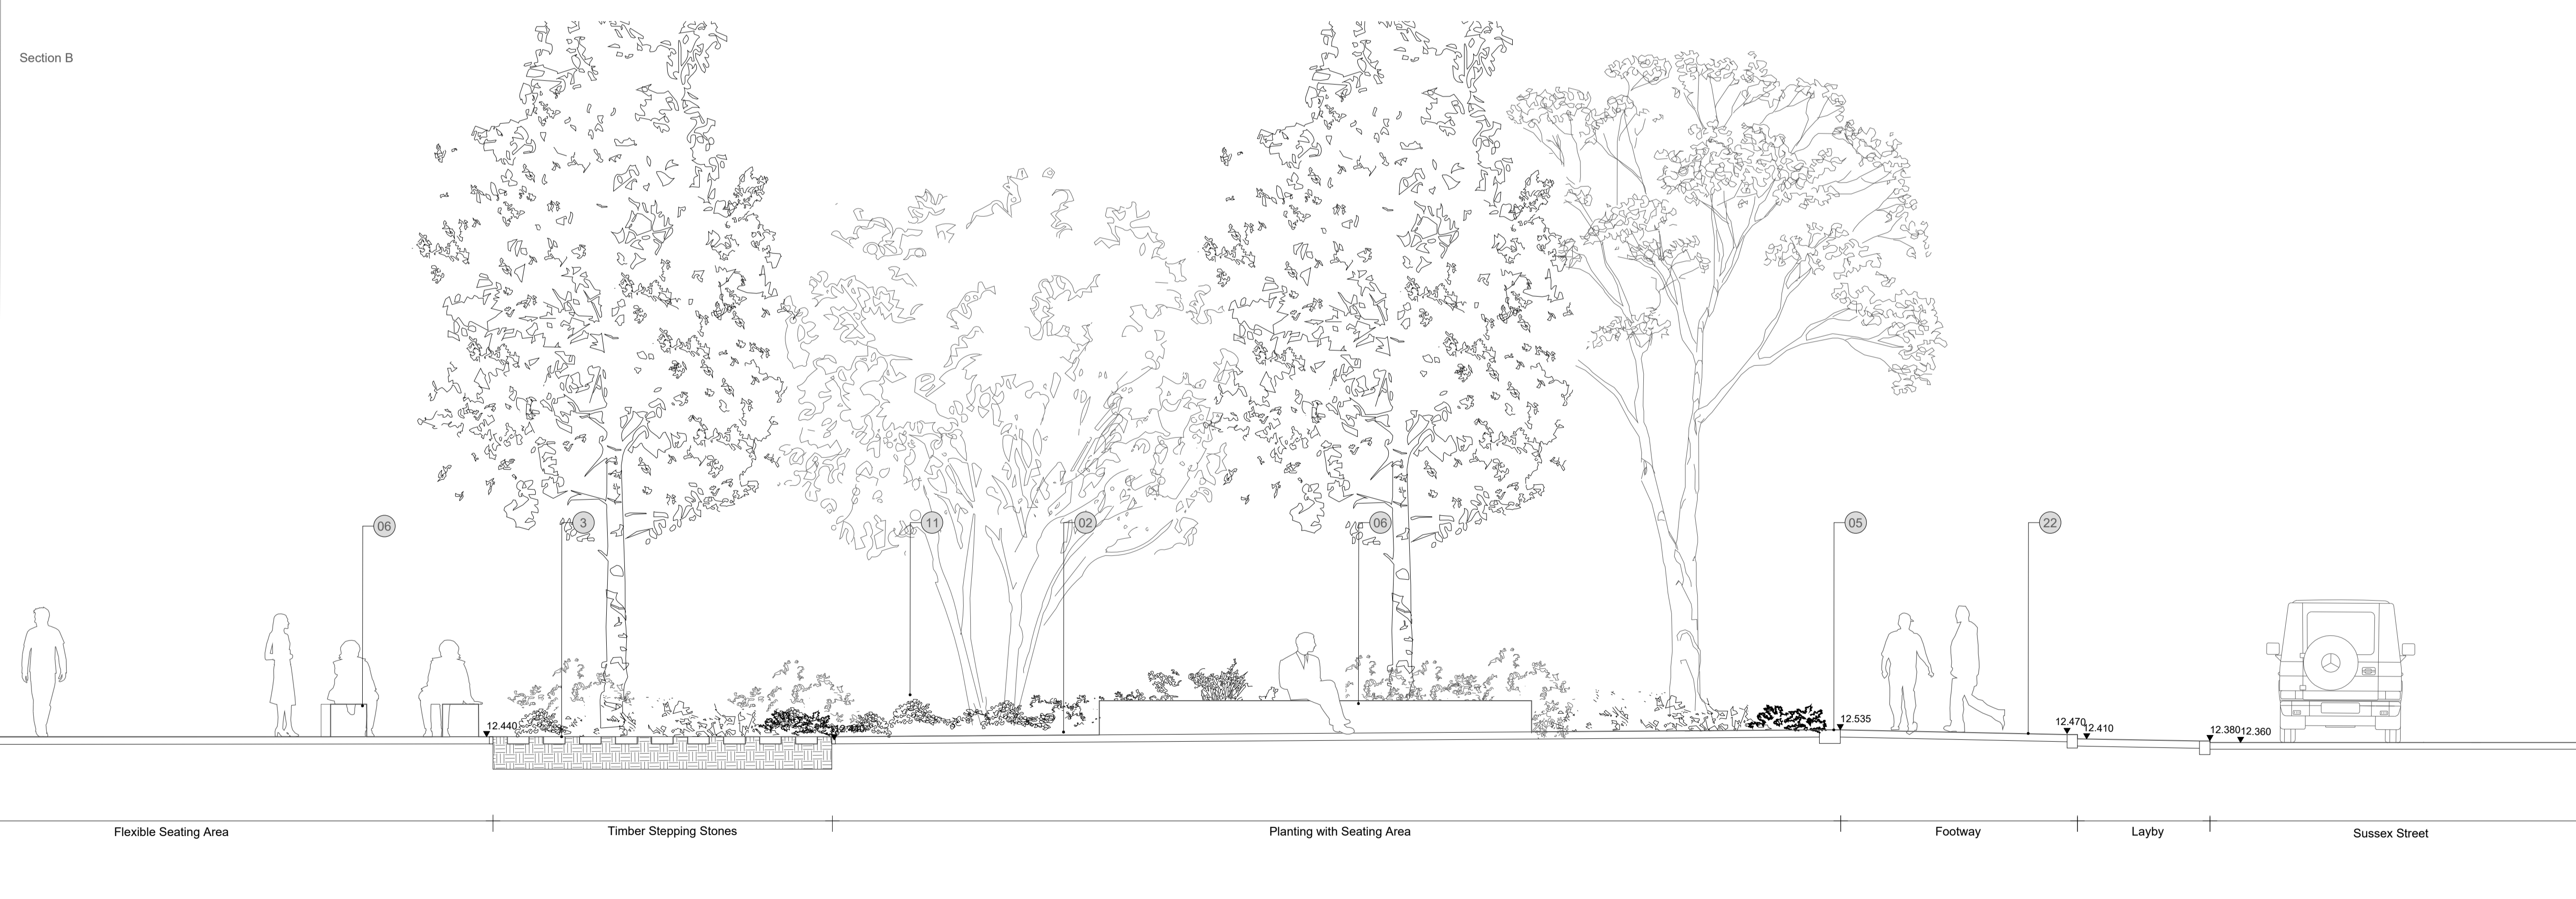 Section B
06
3
11
02
06
05
22
12.440
12.535
12.470
12.410
12.380
12.360
Flexible Seating Area
Timber Stepping Stones
Planting with Seating Area
Footway
Layby
Sussex Street